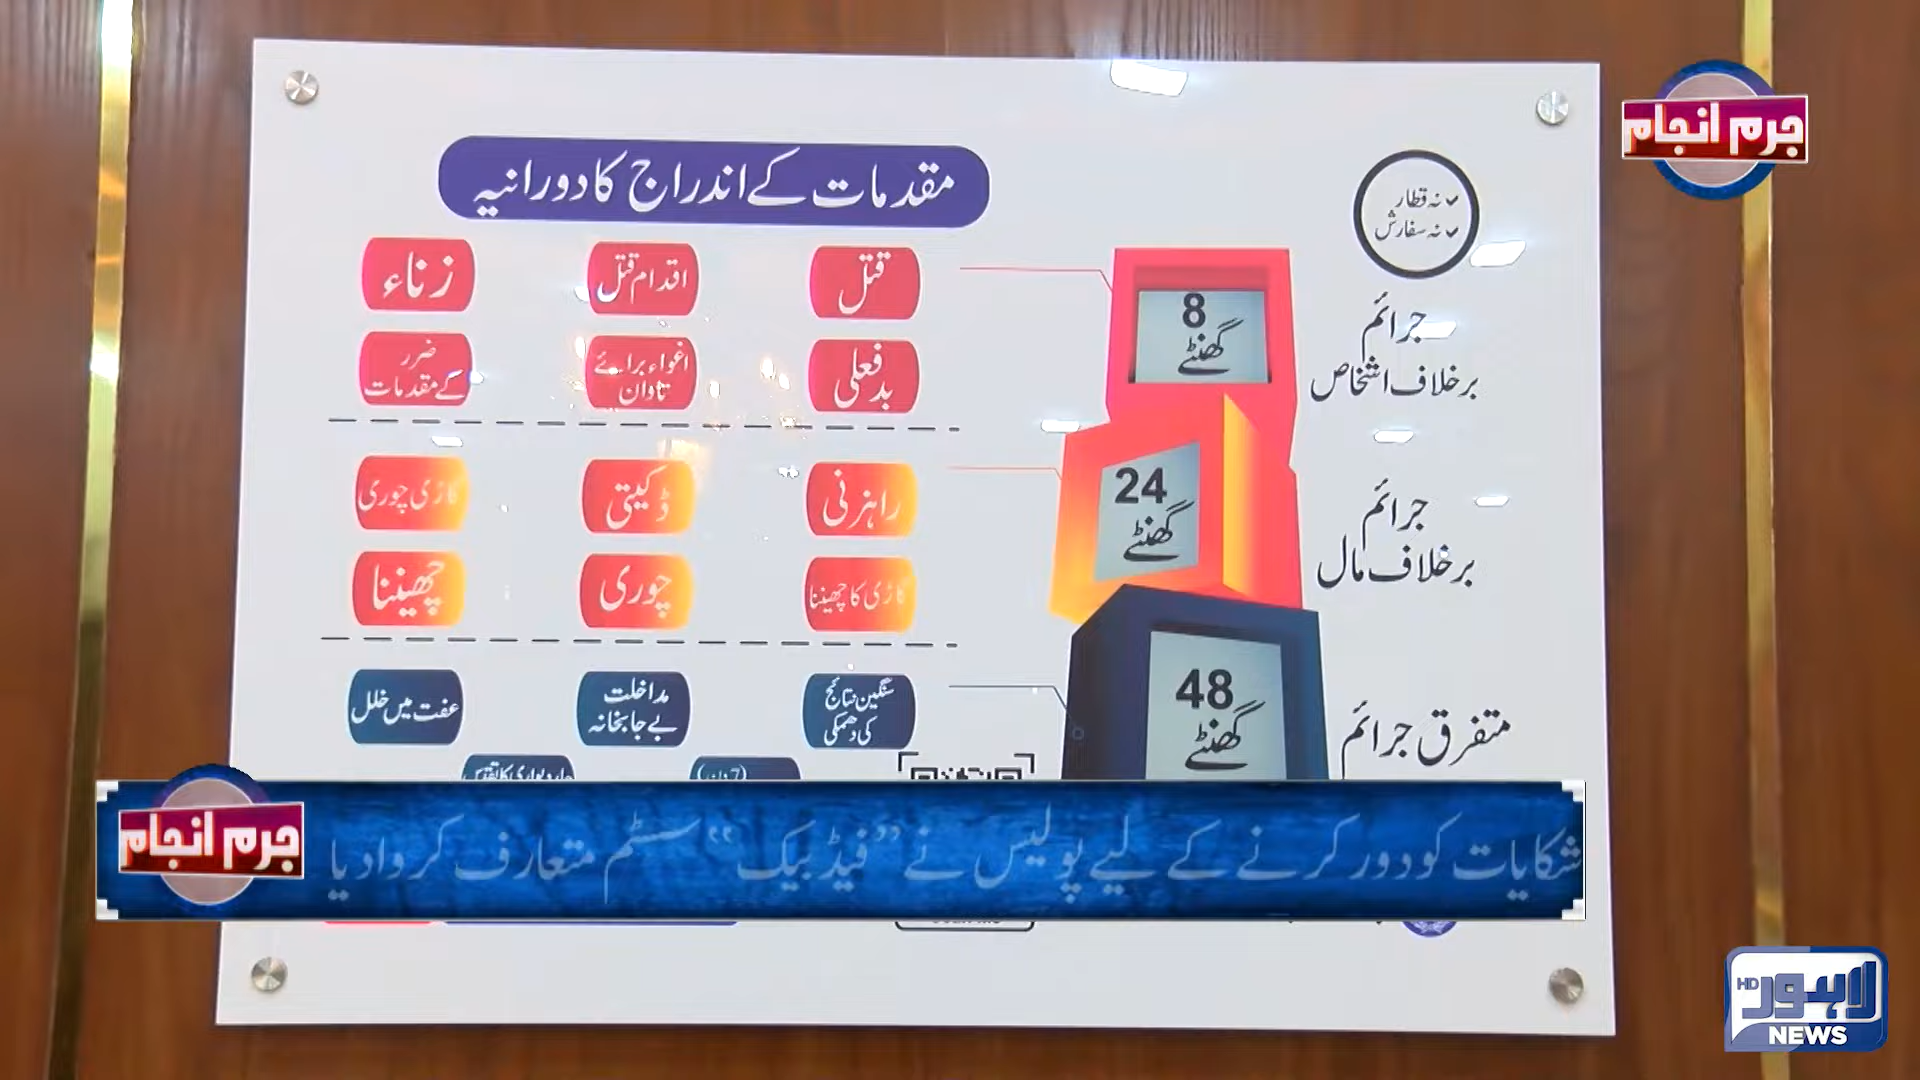 جرم انجام
مقدمات کے اندراج کا دورانیہ
✓ نہ قطار
✓ نہ سفارش
قتل
اقدام قتل
زناء
8
گھنٹے
جرائم
برخلاف اشخاص
بدفعلی
اغواء برائے
تاوان
ضرر
کے مقدمات
راہزنی
ڈکیتی
گاڑی چوری
24
گھنٹے
جرائم
برخلاف مال
گاڑی کا چھیننا
چوری
چھیننا
سنگین نتائج
کی دھمکی
مداخلت
بے جا بخانہ
عفت میں خلل
48
گھنٹے
متفرق جرائم
جرم انجام
شکایات کو دور کرنے کے لیے پولیس نے "فیڈ بیک" سسٹم متعارف کروا دیا
لاہور
HD
NEWS